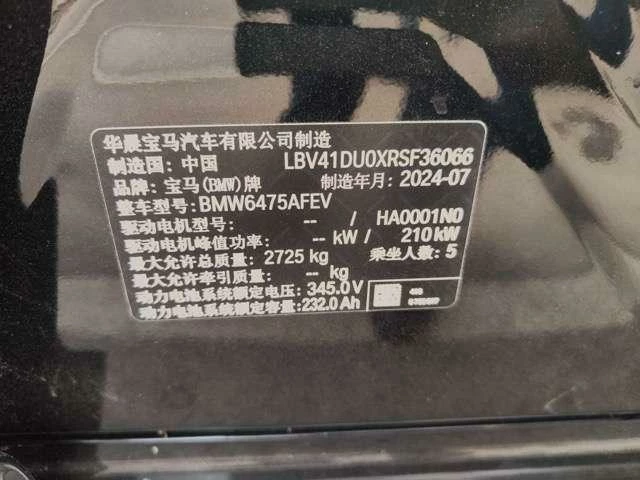 华晨宝马汽车有限公司制造
制造国: 中国 LBV41DU0XRSF36066
品牌: 宝马(BMW)牌 制造年月: 2024-07
整车型号: BMW6475AFEV
驱动电机型号: -- / HA0001N0
驱动电机峰值功率: -- kW / 210 kW
最大允许总质量: 2725 kg 乘坐人数: 5
最大允许牵引质量: -- kg
动力电池系统额定电压: 345.0 V
动力电池系统额定容量: 232.0 Ah